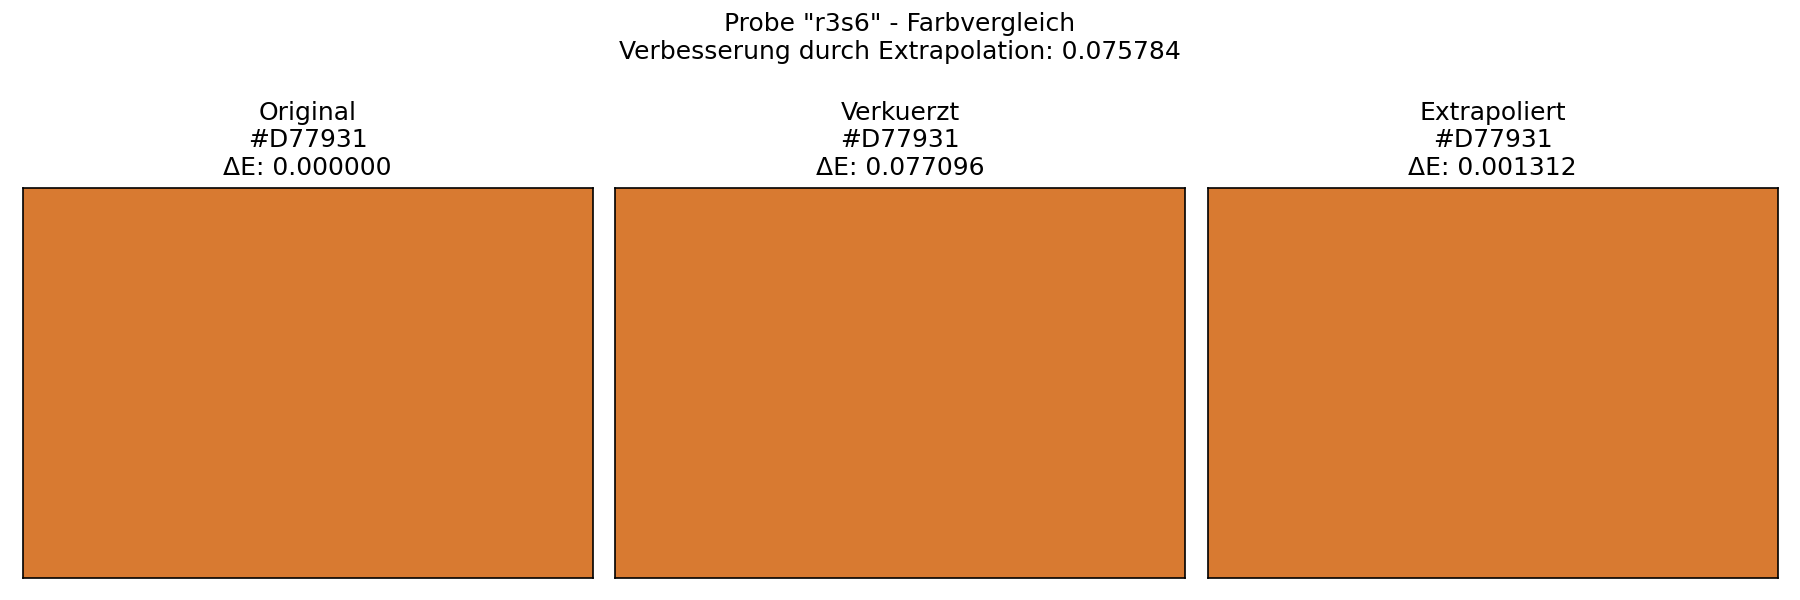 Probe "r3s6" - Farbvergleich
Verbesserung durch Extrapolation: 0.075784
Original
#D77931
ΔE: 0.000000
Verkuerzt
#D77931
ΔE: 0.077096
Extrapoliert
#D77931
ΔE: 0.001312